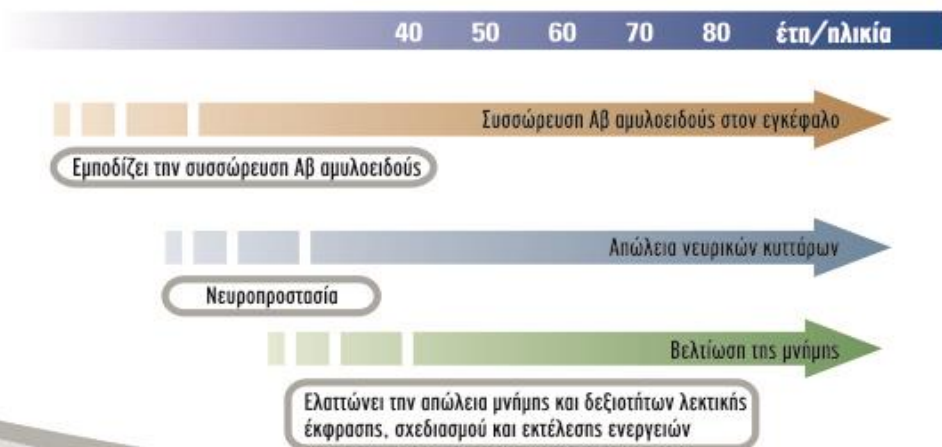 40 50 60 70 80 έτη/ηλικία
Συσσώρευση Αβ αμυλοειδούς στον εγκέφαλο
Εμποδίζει την συσσώρευση Αβ αμυλοειδούς
Απώλεια νευρικών κυττάρων
Νευροπροστασία
Βελτίωση της μνήμης
Ελαττώνει την απώλεια μνήμης και δεξιοτήτων λεκτικής
έκφρασης, σχεδιασμού και εκτέλεσης ενεργειών